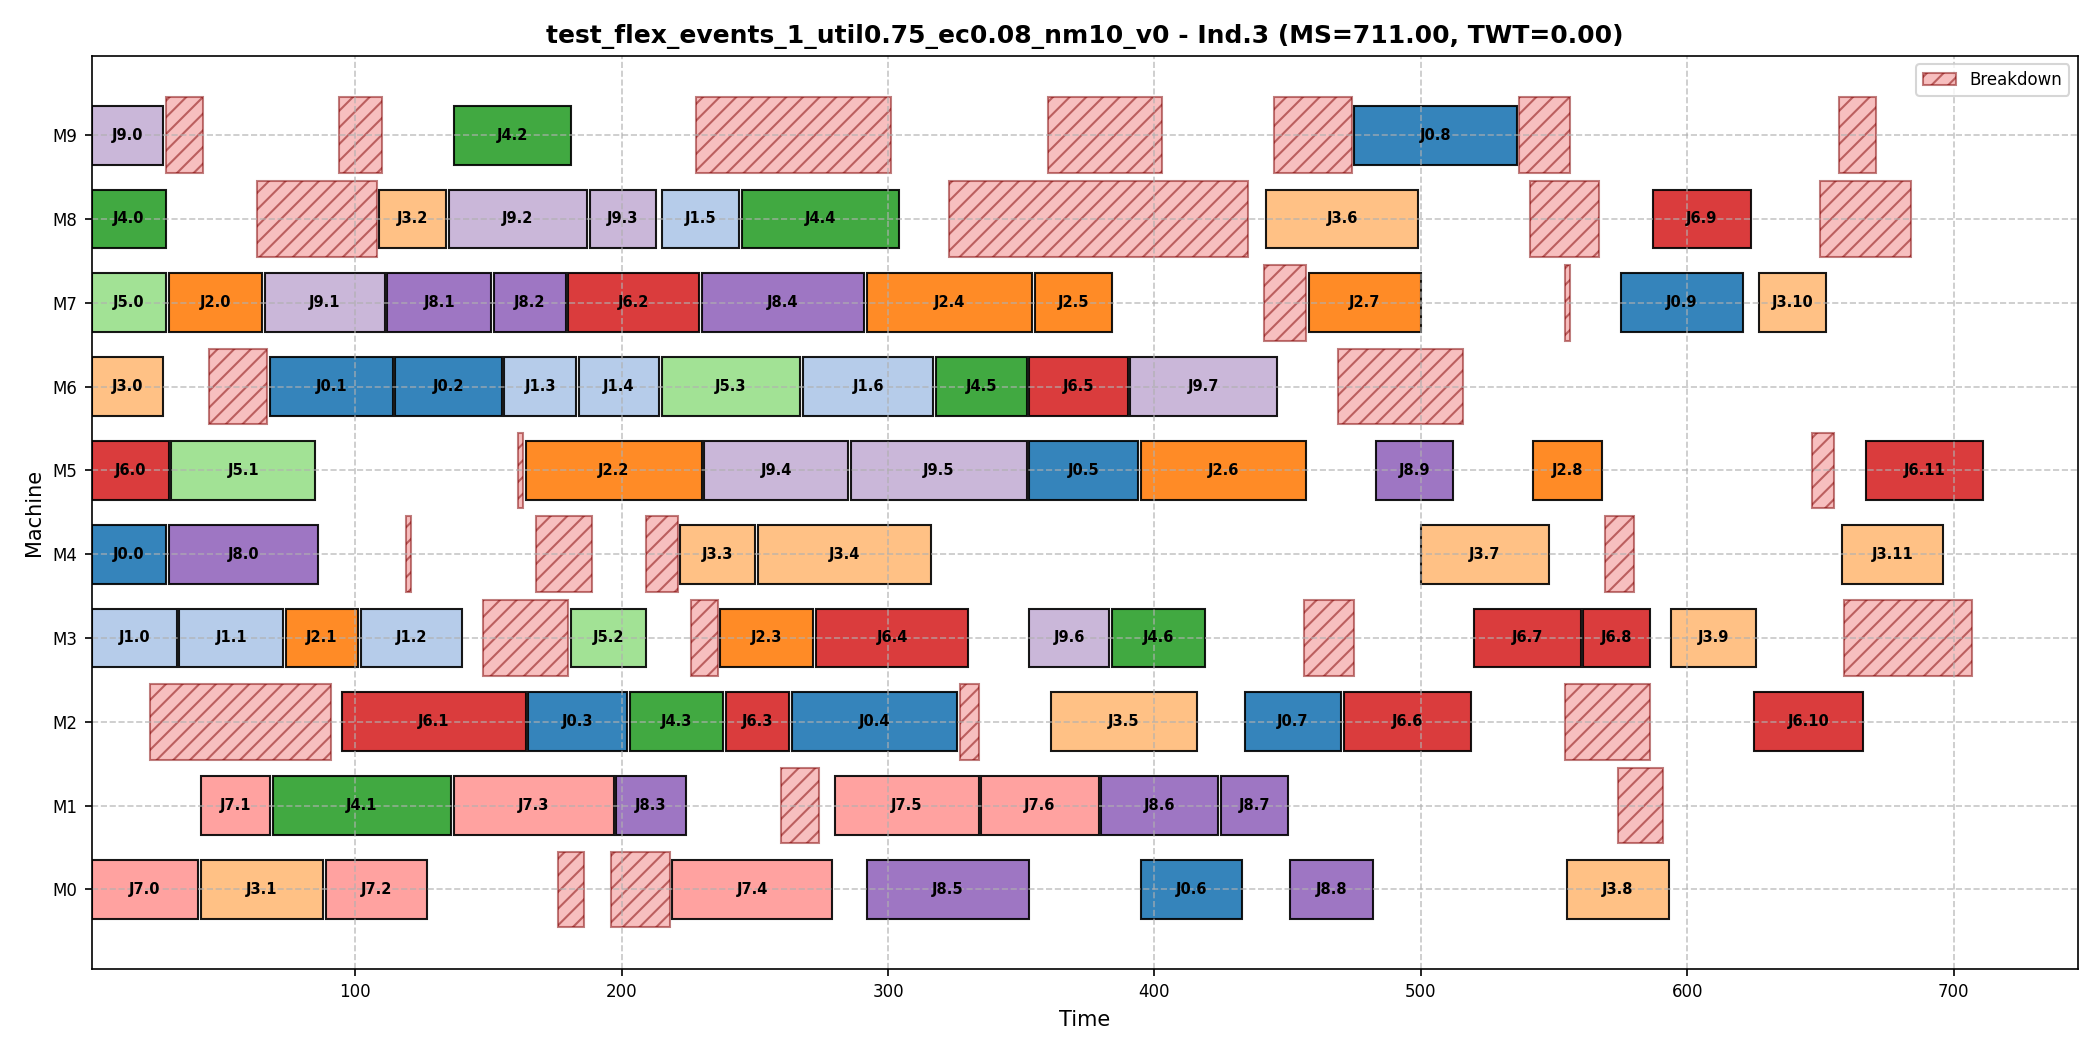 test_flex_events_1_util0.75_ec0.08_nm10_v0 - Ind.3 (MS=711.00, TWT=0.00)
Breakdown
M9 J9.0 J4.2 J0.8
M8 J4.0 J3.2 J9.2 J9.3 J1.5 J4.4 J3.6 J6.9
M7 J5.0 J2.0 J9.1 J8.1 J8.2 J6.2 J8.4 J2.4 J2.5 J2.7 J0.9 J3.10
M6 J3.0 J0.1 J0.2 J1.3 J1.4 J5.3 J1.6 J4.5 J6.5 J9.7
M5 J6.0 J5.1 J2.2 J9.4 J9.5 J0.5 J2.6 J8.9 J2.8 J6.11
M4 J0.0 J8.0 J3.3 J3.4 J3.7 J3.11
M3 J1.0 J1.1 J2.1 J1.2 J5.2 J2.3 J6.4 J9.6 J4.6 J6.7 J6.8 J3.9
M2 J6.1 J0.3 J4.3 J6.3 J0.4 J3.5 J0.7 J6.6 J6.10
M1 J7.1 J4.1 J7.3 J8.3 J7.5 J7.6 J8.6 J8.7
M0 J7.0 J3.1 J7.2 J7.4 J8.5 J0.6 J8.8 J3.8
100 200 300 400 500 600 700
Time
Machine